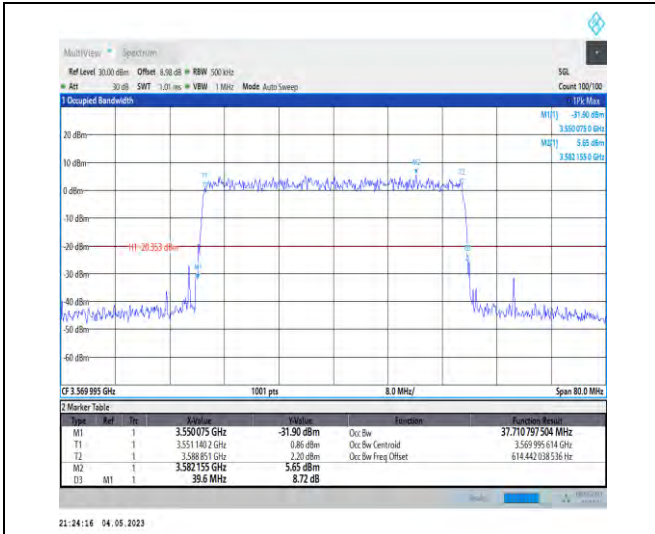 MultiView Spectrum
Ref Level 30.00 dBm Offset 8.98 dB RBW 500 kHz SGL
Att 30 dB SWT 1.01 ms VBW 1 MHz Mode Auto Sweep Count 100/100
1 Occupied Bandwidth 1Pk Max
M1[1] -31.90 dBm
3.550 075 0 GHz
M2[1] 5.65 dBm
3.582 155 0 GHz
20 dBm
10 dBm
M2
T1 T2
0 dBm
-10 dBm
-20 dBm H1 -20.353 dBm
M1
-30 dBm
-40 dBm
-50 dBm
-60 dBm
CF 3.569 995 GHz 1001 pts 8.0 MHz/ Span 80.0 MHz
2 Marker Table
Type Ref Trc X-Value Y-Value Function Function Result
M1 1 3.550 075 GHz -31.90 dBm Occ Bw 37.710 797 504 MHz
T1 1 3.551 140 2 GHz 0.86 dBm Occ Bw Centroid 3.569 995 614 GHz
T2 1 3.588 851 GHz 2.20 dBm Occ Bw Freq Offset 614.442 038 536 Hz
M2 1 3.582 155 GHz 5.65 dBm
D3 M1 1 39.6 MHz 8.72 dB
21:24:16 04.05.2023